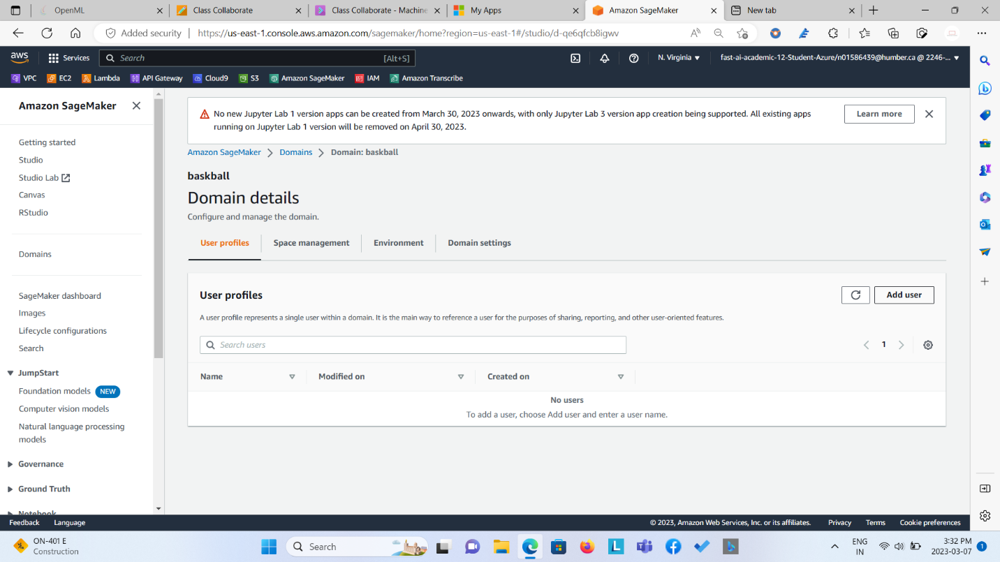 OpenML
Class Collaborate
Class Collaborate - Machine
My Apps
Amazon SageMaker
New tab
Added security
https://us-east-1.console.aws.amazon.com/sagemaker/home?region=us-east-1#/studio/d-qe6qfcb8igwv
aws
Services
Search
[Alt+S]
N. Virginia
fast-ai-academic-12-Student-Azure/n01586439@humber.ca @ 2246-...
VPC
EC2
Lambda
API Gateway
Cloud9
S3
Amazon SageMaker
IAM
Amazon Transcribe
Amazon SageMaker
Getting started
Studio
Studio Lab
Canvas
RStudio
Domains
SageMaker dashboard
Images
Lifecycle configurations
Search
JumpStart
Foundation models NEW
Computer vision models
Natural language processing
models
Governance
Ground Truth
Notebook
No new Jupyter Lab 1 version apps can be created from March 30, 2023 onwards, with only Jupyter Lab 3 version app creation being supported. All existing apps
running on Jupyter Lab 1 version will be removed on April 30, 2023.
Learn more
Amazon SageMaker
Domains
Domain: baskball
baskball
Domain details
Configure and manage the domain.
User profiles
Space management
Environment
Domain settings
User profiles
Add user
A user profile represents a single user within a domain. It is the main way to reference a user for the purposes of sharing, reporting, and other user-oriented features.
Search users
1
Name
Modified on
Created on
No users
To add a user, choose Add user and enter a user name.
Feedback
Language
© 2023, Amazon Web Services, Inc. or its affiliates.
Privacy
Terms
Cookie preferences
ON-401 E
Construction
Search
ENG
IN
3:32 PM
2023-03-07
1